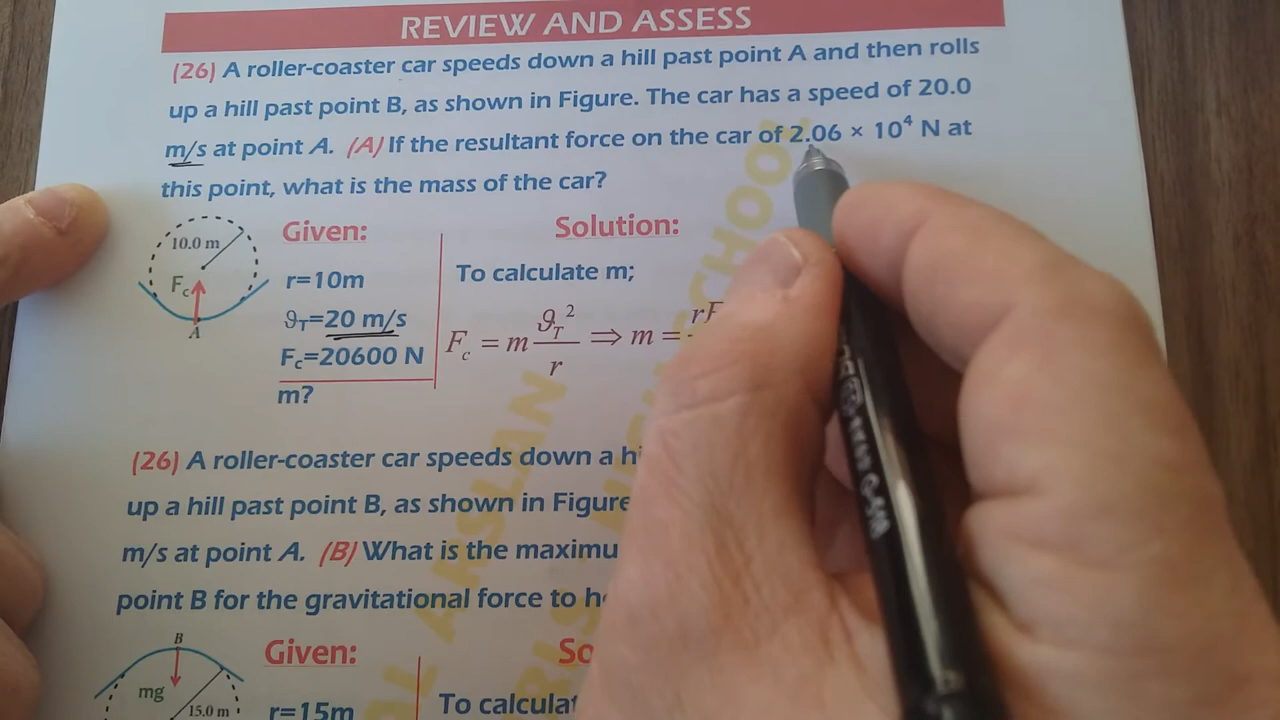 REVIEW AND ASSESS
(26) A roller-coaster car speeds down a hill past point A and then rolls
up a hill past point B, as shown in Figure. The car has a speed of 20.0
m/s at point A. (A) If the resultant force on the car of 2.06 × 10⁴ N at
this point, what is the mass of the car?
10.0 m
Fc
A
Given:
r=10m
ϑT=20 m/s
Fc=20600 N
m?
Solution:
To calculate m;
Fc = m ϑT² / r ⇒ m = rF
(26) A roller-coaster car speeds down a hi
up a hill past point B, as shown in Figure
m/s at point A. (B) What is the maximu
point B for the gravitational force to h
B
mg
15.0 m
Given:
r=15m
So
To calculat
ARSLAN
SCHOOL